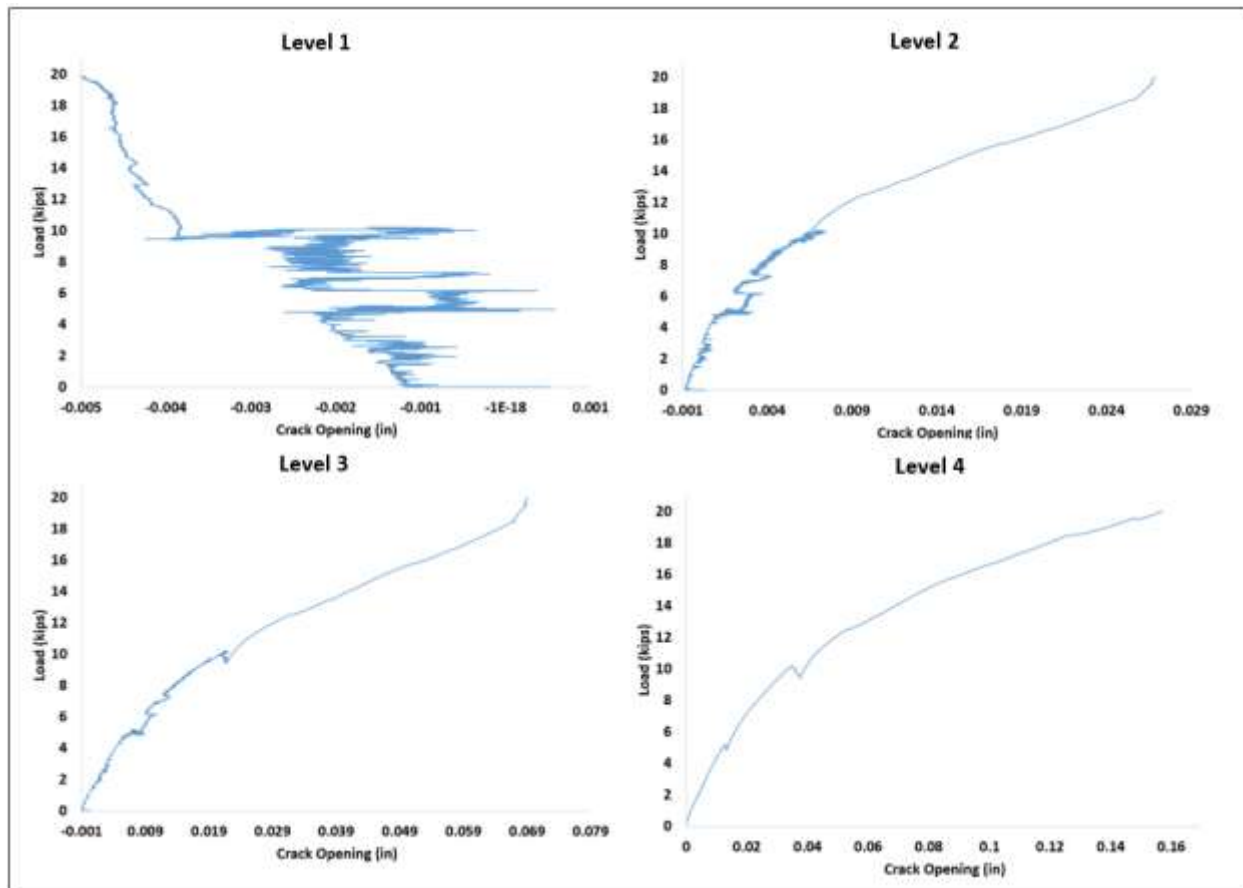 Level 1
20
18
16
14
12
10
8
6
4
2
0
Load (kips)
-0.005 -0.004 -0.003 -0.002 -0.001 -1E-18 0.001
Crack Opening (in)
Level 2
20
18
16
14
12
10
8
6
4
2
0
Load (kips)
-0.001 0.004 0.009 0.014 0.019 0.024 0.029
Crack Opening (in)
Level 3
20
18
16
14
12
10
8
6
4
2
0
Load (kips)
-0.001 0.009 0.019 0.029 0.039 0.049 0.059 0.069 0.079
Crack Opening (in)
Level 4
20
18
16
14
12
10
8
6
4
2
0
Load (kips)
0 0.02 0.04 0.06 0.08 0.1 0.12 0.14 0.16
Crack Opening (in)